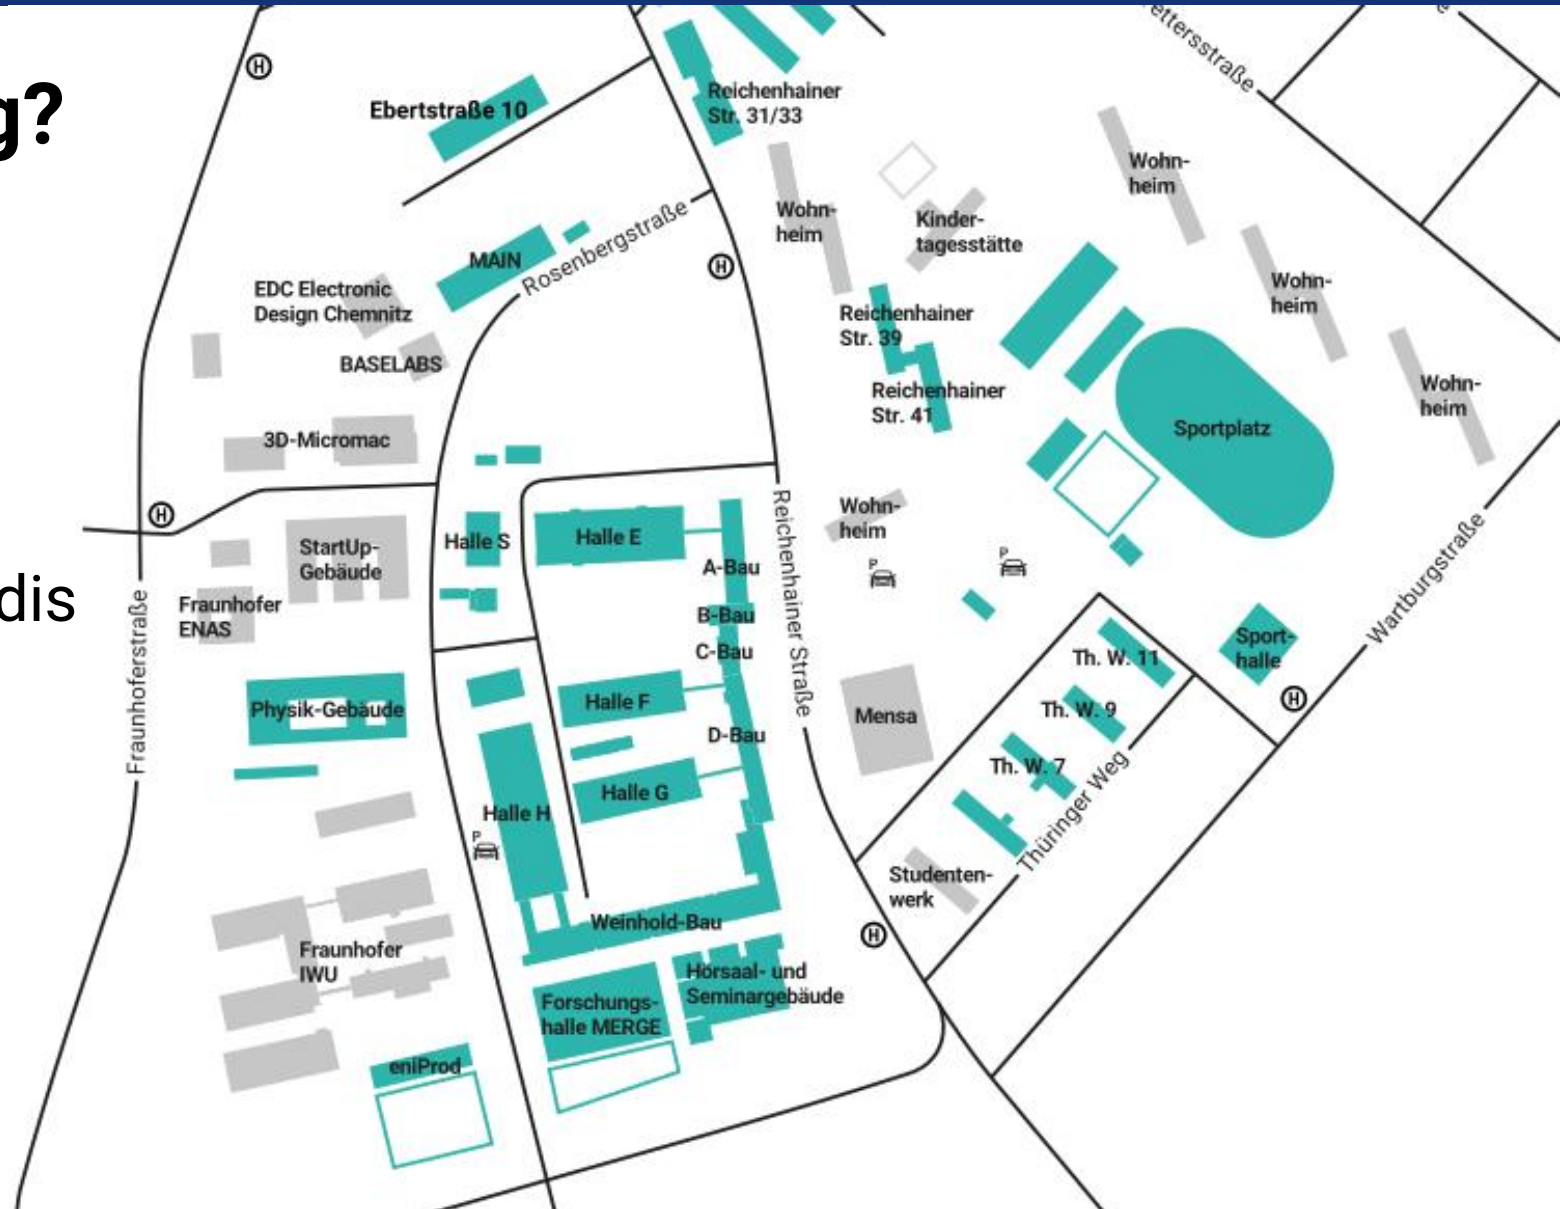 g?
dis
Ebertstraße 10
Reichenhainer
Str. 31/33
Wohn-
heim
Kinder-
tagesstätte
Wohn-
heim
Wohn-
heim
Wohn-
heim
MAIN
Rosenbergstraße
EDC Electronic
Design Chemnitz
BASELABS
3D-Micromac
Reichenhainer
Str. 39
Reichenhainer
Str. 41
Sportplatz
H
H
H
StartUp-
Gebäude
Halle S
Halle E
A-Bau
B-Bau
C-Bau
D-Bau
Reichenhainer Straße
Wohn-
heim
P
P
Fraunhofer
ENAS
Fraunhoferstraße
Physik-Gebäude
Halle F
Halle G
Halle H
P
Mensa
Th. W. 11
Th. W. 9
Th. W. 7
Thüringer Weg
Sport-
halle
H
Wartburgstraße
Studenten-
werk
H
Weinhold-Bau
Fraunhofer
IWU
Forschungs-
halle MERGE
Hörsaal- und
Seminargebäude
eniProd